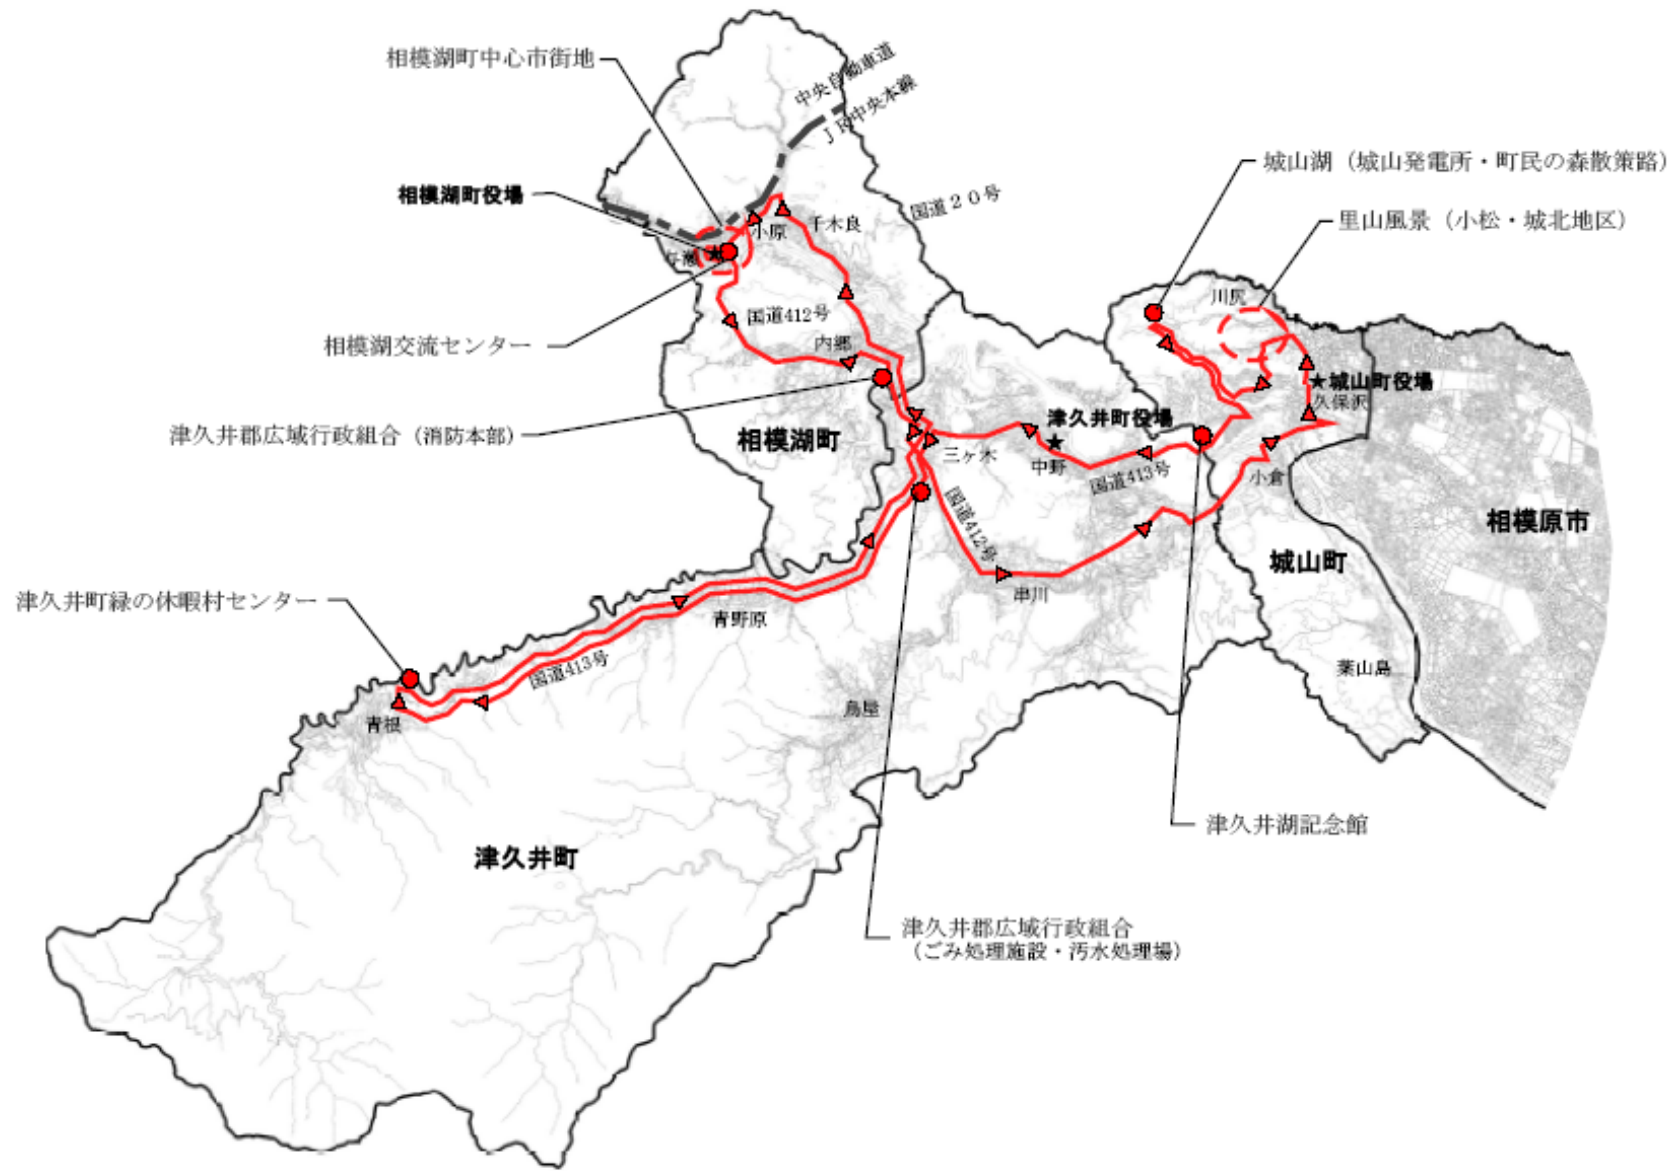 相模湖町中心市街地
中央自動車道
JR中央本線
城山湖（城山発電所・町民の森散策路）
相模湖町役場
国道２０号
里山風景（小松・城北地区）
小原
千木良
与瀬
川尻
国道412号
相模湖交流センター
内郷
城山町役場
久保沢
津久井郡広域行政組合（消防本部）
相模湖町
津久井町役場
三ヶ木
中野
国道413号
小倉
国道412号
相模原市
城山町
津久井町緑の休暇村センター
串川
青野原
国道413号
葉山島
鳥屋
青根
津久井湖記念館
津久井町
津久井郡広域行政組合
（ごみ処理施設・汚水処理場）